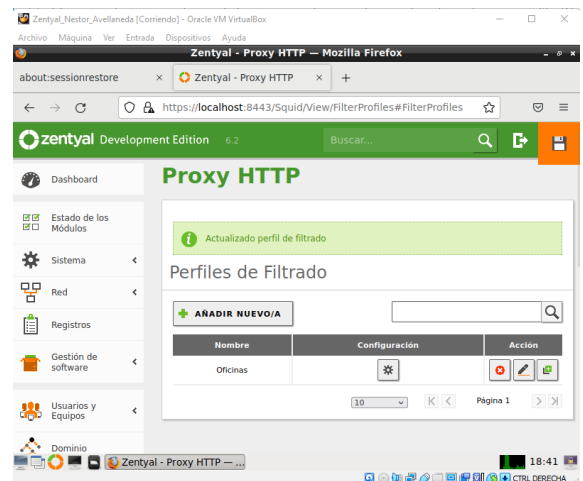 Zentyal_Nestor_Avellaneda [Corriendo] - Oracle VM VirtualBox
Archivo Máquina Ver Entrada Dispositivos Ayuda
Zentyal - Proxy HTTP — Mozilla Firefox
about:sessionrestore
Zentyal - Proxy HTTP
https://localhost:8443/Squid/View/FilterProfiles#FilterProfiles
zentyal Development Edition 6.2
Buscar...
Dashboard
Estado de los
Módulos
Sistema
Red
Registros
Gestión de
software
Usuarios y
Equipos
Dominio
Proxy HTTP
Actualizado perfil de filtrado
Perfiles de Filtrado
AÑADIR NUEVO/A
Nombre Configuración Acción
Oficinas
10 Página 1
Zentyal - Proxy HTTP — ...
18:41
CTRL DERECHA